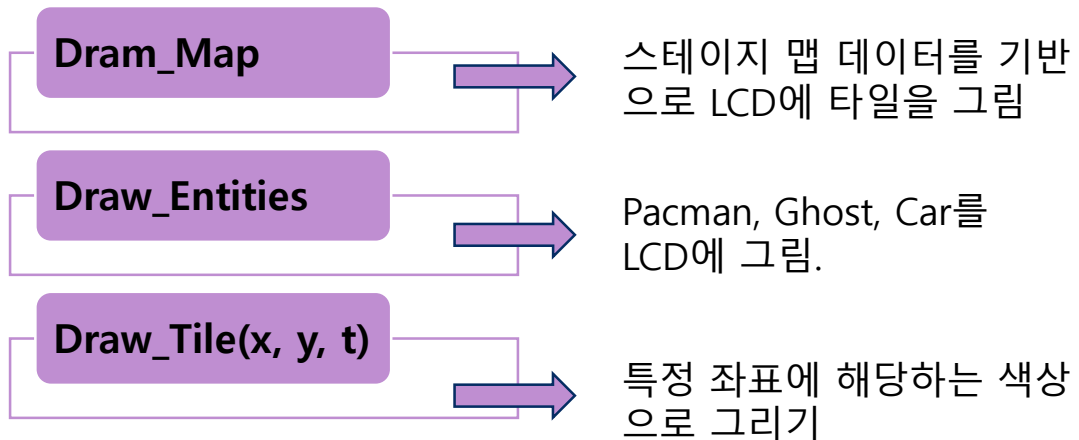 Dram_Map
스테이지 맵 데이터를 기반
으로 LCD에 타일을 그림
Draw_Entities
Pacman, Ghost, Car를
LCD에 그림.
Draw_Tile(x, y, t)
특정 좌표에 해당하는 색상
으로 그리기